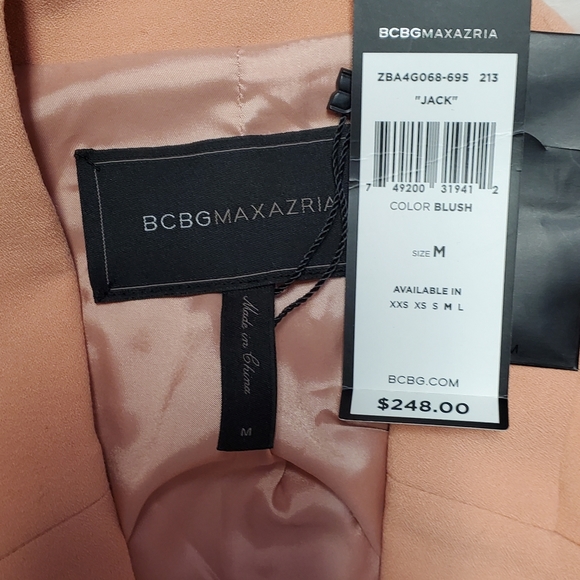 BCBGMAXAZRIA
ZBA4G068-695 213
"JACK"
7 49200 31941 2
COLOR BLUSH
SIZE M
AVAILABLE IN
XXS XS S M L
BCBG.COM
$248.00
BCBGMAXAZRIA
Made in China
M